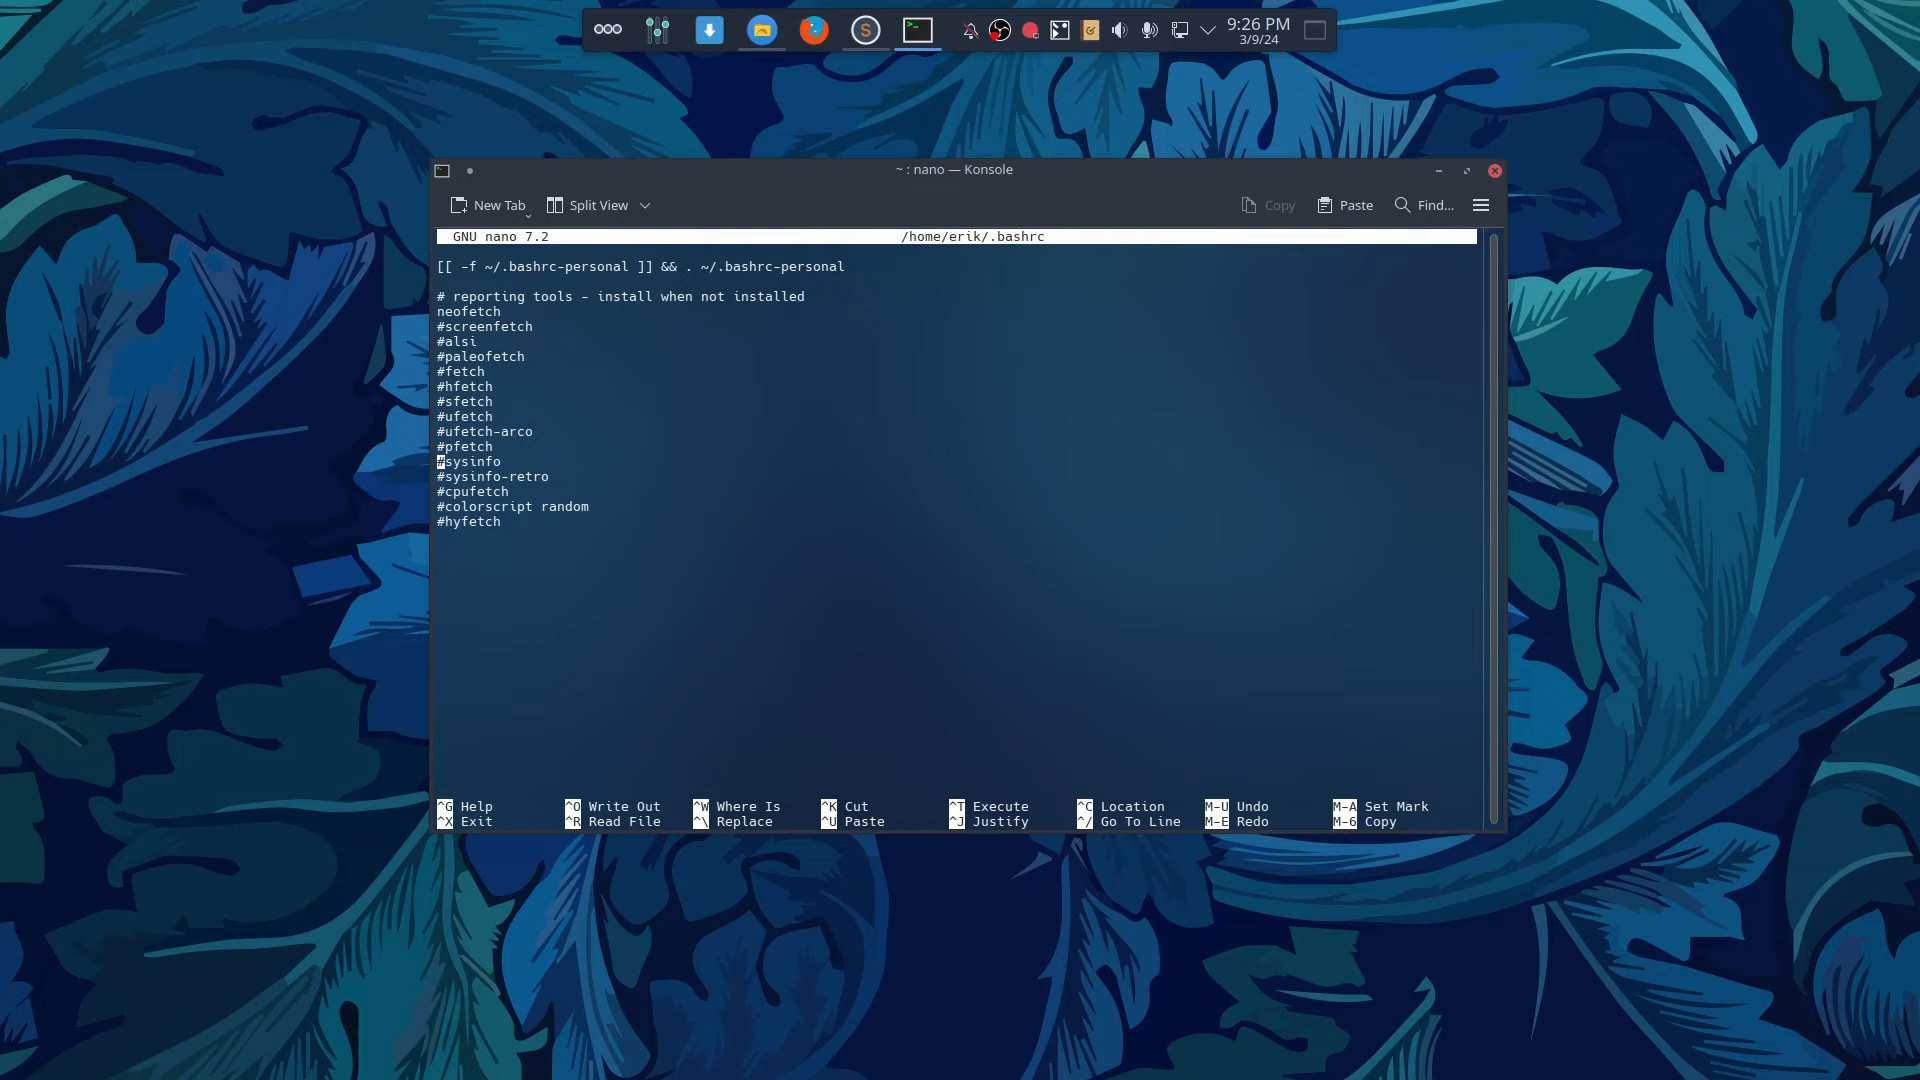 9:26 PM
3/9/24
~ : nano — Konsole
New Tab Split View Copy Paste Find...
GNU nano 7.2 /home/erik/.bashrc
[[ -f ~/.bashrc-personal ]] && . ~/.bashrc-personal
# reporting tools - install when not installed
neofetch
#screenfetch
#alsi
#paleofetch
#fetch
#hfetch
#sfetch
#ufetch
#ufetch-arco
#pfetch
#sysinfo
#sysinfo-retro
#cpufetch
#colorscript random
#hyfetch
^G Help ^O Write Out ^W Where Is ^K Cut ^T Execute ^C Location M-U Undo M-A Set Mark
^X Exit ^R Read File ^\ Replace ^U Paste ^J Justify ^/ Go To Line M-E Redo M-6 Copy